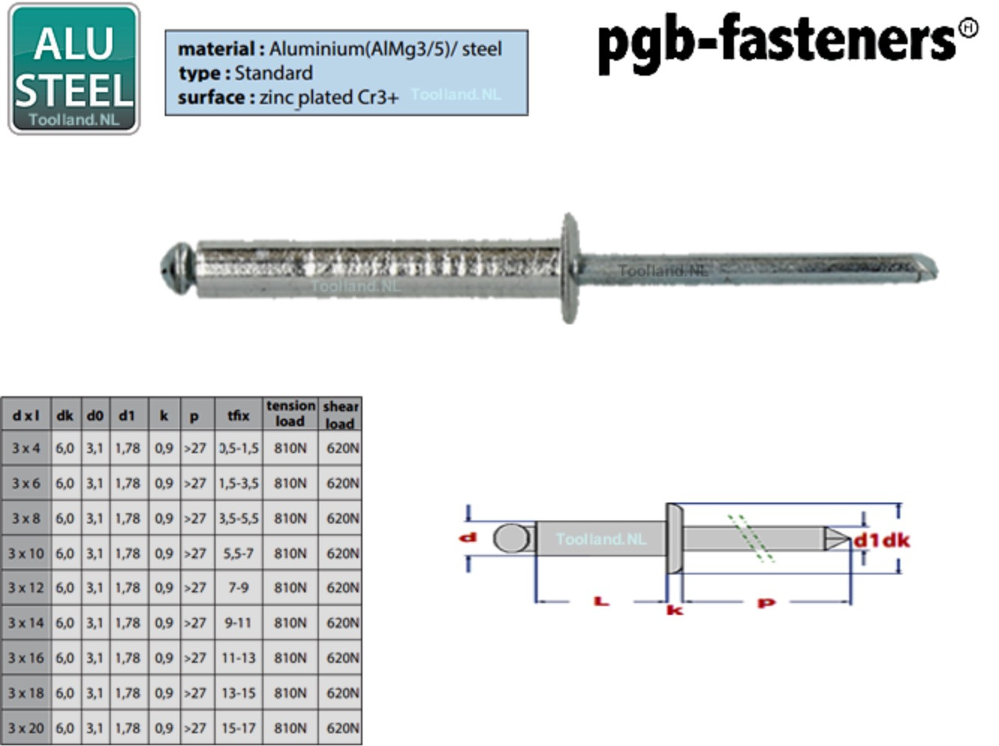 ALU
STEEL
Toolland.NL
material : Aluminium(AlMg3/5)/ steel
type : Standard
surface : zinc plated Cr3+ Toolland.NL
pgb-fasteners®
Toolland.NL
Toolland.NL
d x l dk d0 d1 k p tfix tension load shear load
3 x 4 6,0 3,1 1,78 0,9 >27 0,5-1,5 810N 620N
3 x 6 6,0 3,1 1,78 0,9 >27 1,5-3,5 810N 620N
3 x 8 6,0 3,1 1,78 0,9 >27 3,5-5,5 810N 620N
3 x 10 6,0 3,1 1,78 0,9 >27 5,5-7 810N 620N
3 x 12 6,0 3,1 1,78 0,9 >27 7-9 810N 620N
3 x 14 6,0 3,1 1,78 0,9 >27 9-11 810N 620N
3 x 16 6,0 3,1 1,78 0,9 >27 11-13 810N 620N
3 x 18 6,0 3,1 1,78 0,9 >27 13-15 810N 620N
3 x 20 6,0 3,1 1,78 0,9 >27 15-17 810N 620N
d Toolland.NL d1 dk
L k p